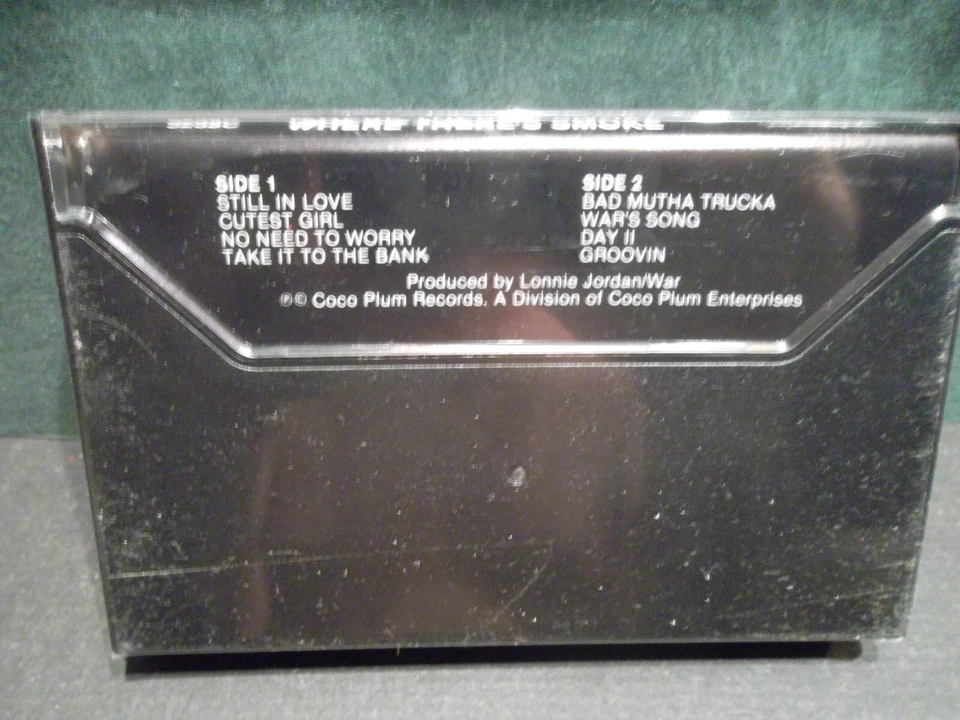 WHERE THERE'S SMOKE
SIDE 1
STILL IN LOVE
CUTEST GIRL
NO NEED TO WORRY
TAKE IT TO THE BANK
SIDE 2
BAD MUTHA TRUCKA
WAR'S SONG
DAY II
GROOVIN
Produced by Lonnie Jordan/War
℗© Coco Plum Records, A Division of Coco Plum Enterprises